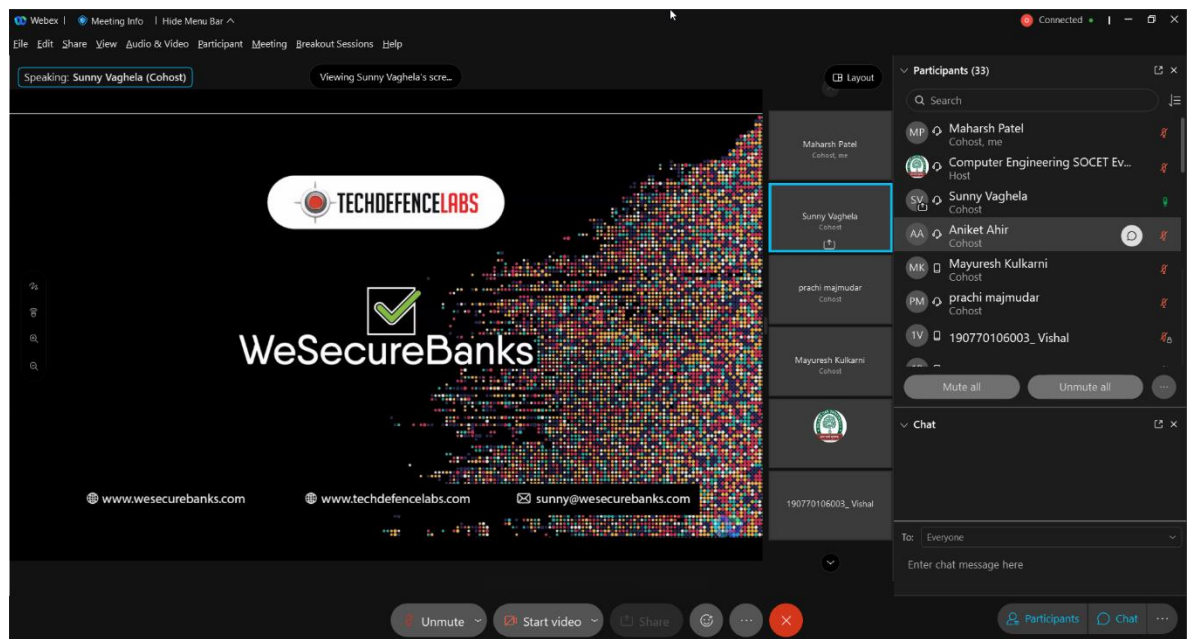 Webex | Meeting Info | Hide Menu Bar
Connected
File Edit Share View Audio & Video Participant Meeting Breakout Sessions Help
Speaking: Sunny Vaghela (Cohost)
Viewing Sunny Vaghela's scre...
Layout
TECHDEFENCELABS
WeSecureBanks
www.wesecurebanks.com
www.techdefencelabs.com
sunny@wesecurebanks.com
Maharsh Patel
Cohost, me
Sunny Vaghela
Cohost
prachi majmudar
Cohost
Mayuresh Kulkarni
Cohost
190770106003_ Vishal
Participants (33)
Search
MP Maharsh Patel
Cohost, me
Computer Engineering SOCET Ev...
Host
SV Sunny Vaghela
Cohost
AA Aniket Ahir
Cohost
MK Mayuresh Kulkarni
Cohost
PM prachi majmudar
Cohost
1V 190770106003_ Vishal
Mute all
Unmute all
Chat
To: Everyone
Enter chat message here
Unmute
Start video
Share
Participants
Chat